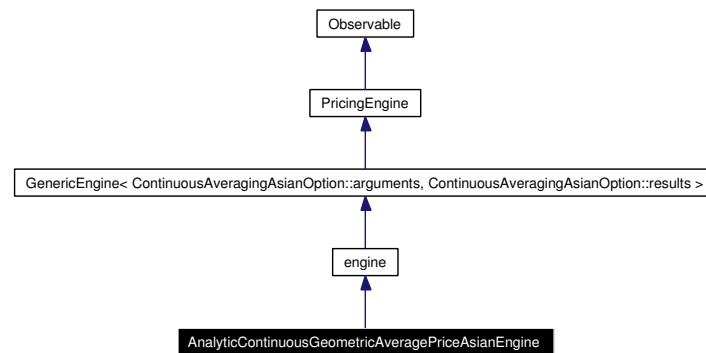 Observable
PricingEngine
GenericEngine< ContinuousAveragingAsianOption::arguments, ContinuousAveragingAsianOption::results >
engine
AnalyticContinuousGeometricAveragePriceAsianEngine